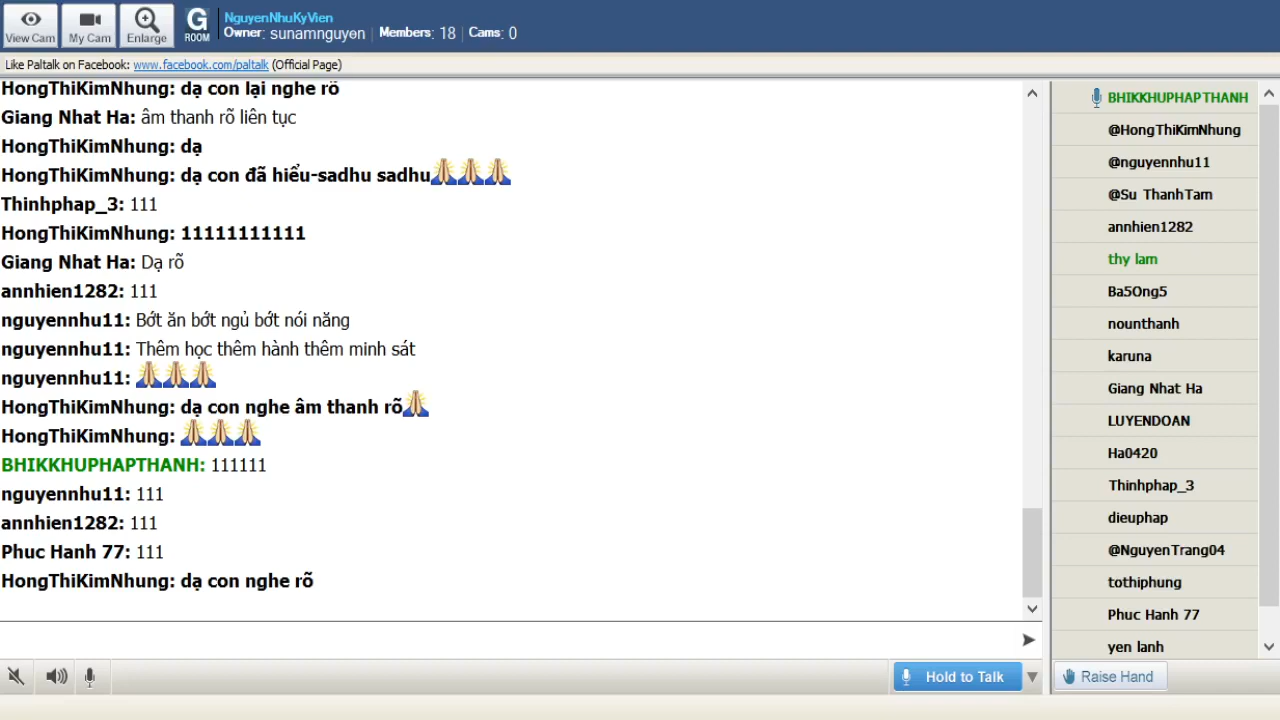 View Cam
My Cam
Enlarge
G
ROOM
NguyenNhuKyVien
Owner: sunamnguyen | Members: 18 | Cams: 0
Like Paltalk on Facebook: www.facebook.com/paltalk (Official Page)
HongThiKimNhung: dạ con lại nghe rõ
Giang Nhat Ha: âm thanh rõ liên tục
HongThiKimNhung: dạ
HongThiKimNhung: dạ con đã hiểu-sadhu sadhu
Thinhphap_3: 111
HongThiKimNhung: 11111111111
Giang Nhat Ha: Dạ rõ
annhien1282: 111
nguyennhu11: Bớt ăn bớt ngủ bớt nói năng
nguyennhu11: Thêm học thêm hành thêm minh sát
nguyennhu11:
HongThiKimNhung: dạ con nghe âm thanh rõ
HongThiKimNhung:
BHIKKHUPHAPTHANH: 111111
nguyennhu11: 111
annhien1282: 111
Phuc Hanh 77: 111
HongThiKimNhung: dạ con nghe rõ
Hold to Talk
BHIKKHUPHAPTHANH
@HongThiKimNhung
@nguyennhu11
@Su ThanhTam
annhien1282
thy lam
Ba5Ong5
nounthanh
karuna
Giang Nhat Ha
LUYENDOAN
Ha0420
Thinhphap_3
dieuphap
@NguyenTrang04
tothiphung
Phuc Hanh 77
yen lanh
Raise Hand